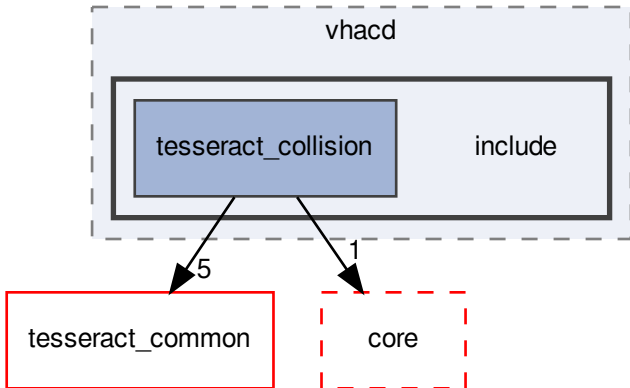 vhacd
tesseract_collision
include
5
1
tesseract_common
core